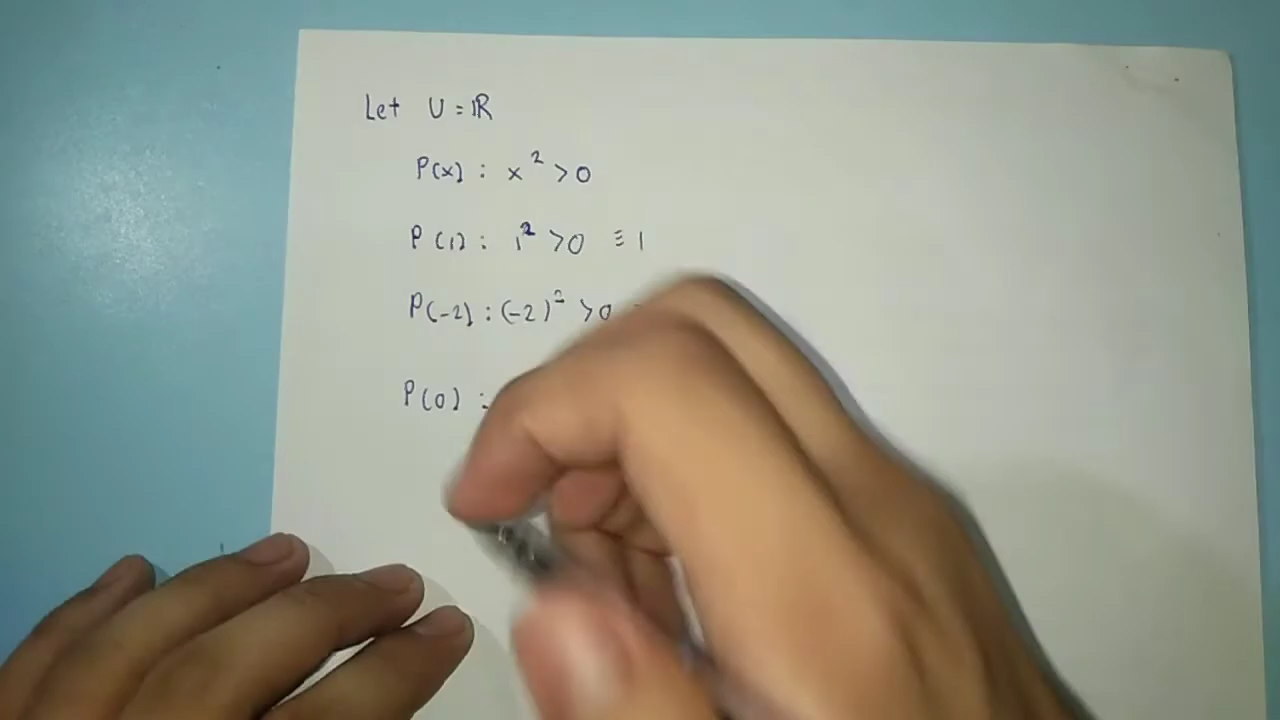 Let U = ℝ
P(x) : x² > 0
P(1) : 1² > 0 ≡ 1
P(-2) : (-2)² > 0
P(0) :